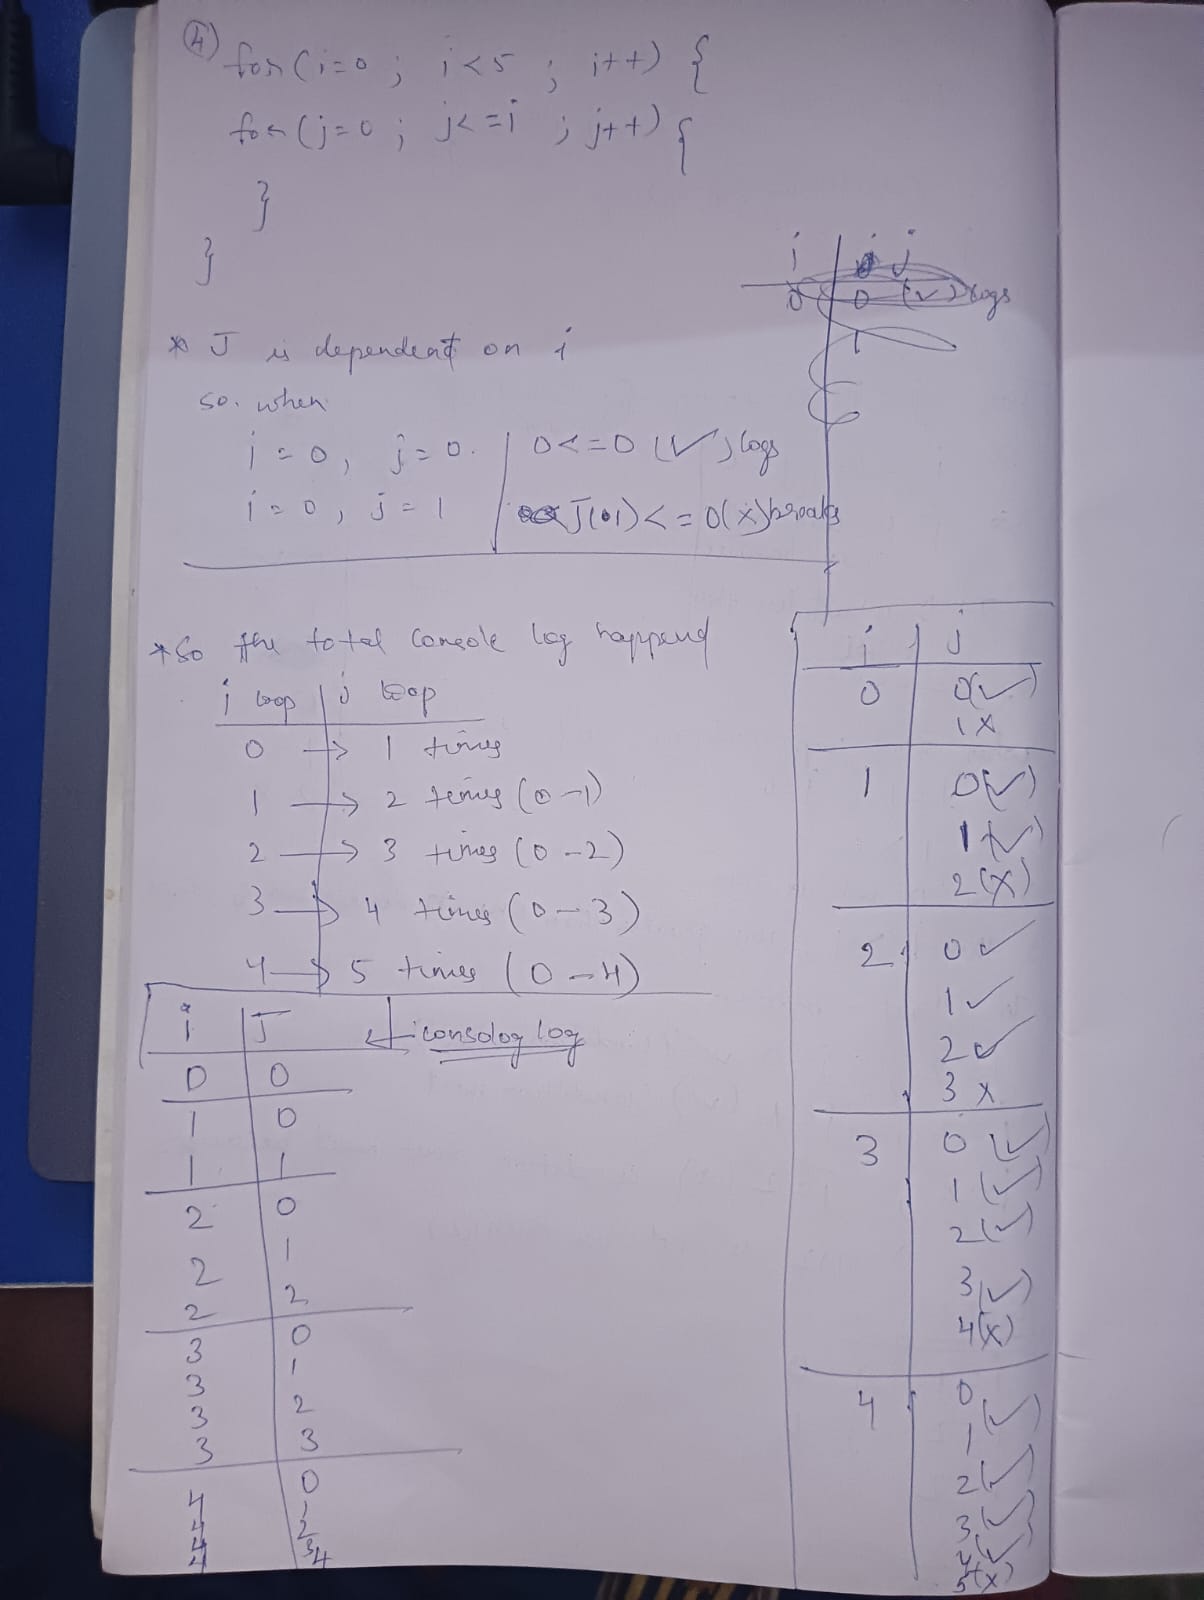 4
for(i=0 ; i<5 ; i++) {
for(j=0 ; j<=i ; j++) {
}
}
i | j
0 | 0 (✓) logs
1
* J is dependent on i
so. when
i=0, j=0. | 0<=0 (✓) logs
i=0, j=1 | J(01)<=0(x) breaks
* So the total console log happend
i loop | j loop
0 → 1 times
1 → 2 times (0-1)
2 → 3 times (0-2)
3 → 4 times (0-3)
4 → 5 times (0-4)
i | J ← consolog log
0 | 0
1 | 0
1 | 1
2 | 0
2 | 1
2 | 2
3 | 0
3 | 1
3 | 2
3 | 3
4 | 0
4 | 1
4 | 2
4 | 3
4
i | j
0 | 0(✓)
1 x
1 | 0(✓)
1(✓)
2(x)
2 | 0 ✓
1 ✓
2 ✓
3 x
3 | 0 (✓)
1 (✓)
2 (✓)
3 (✓)
4(x)
4 | 0
1 (✓)
2(✓)
3(✓)
4(✓)
5(x)